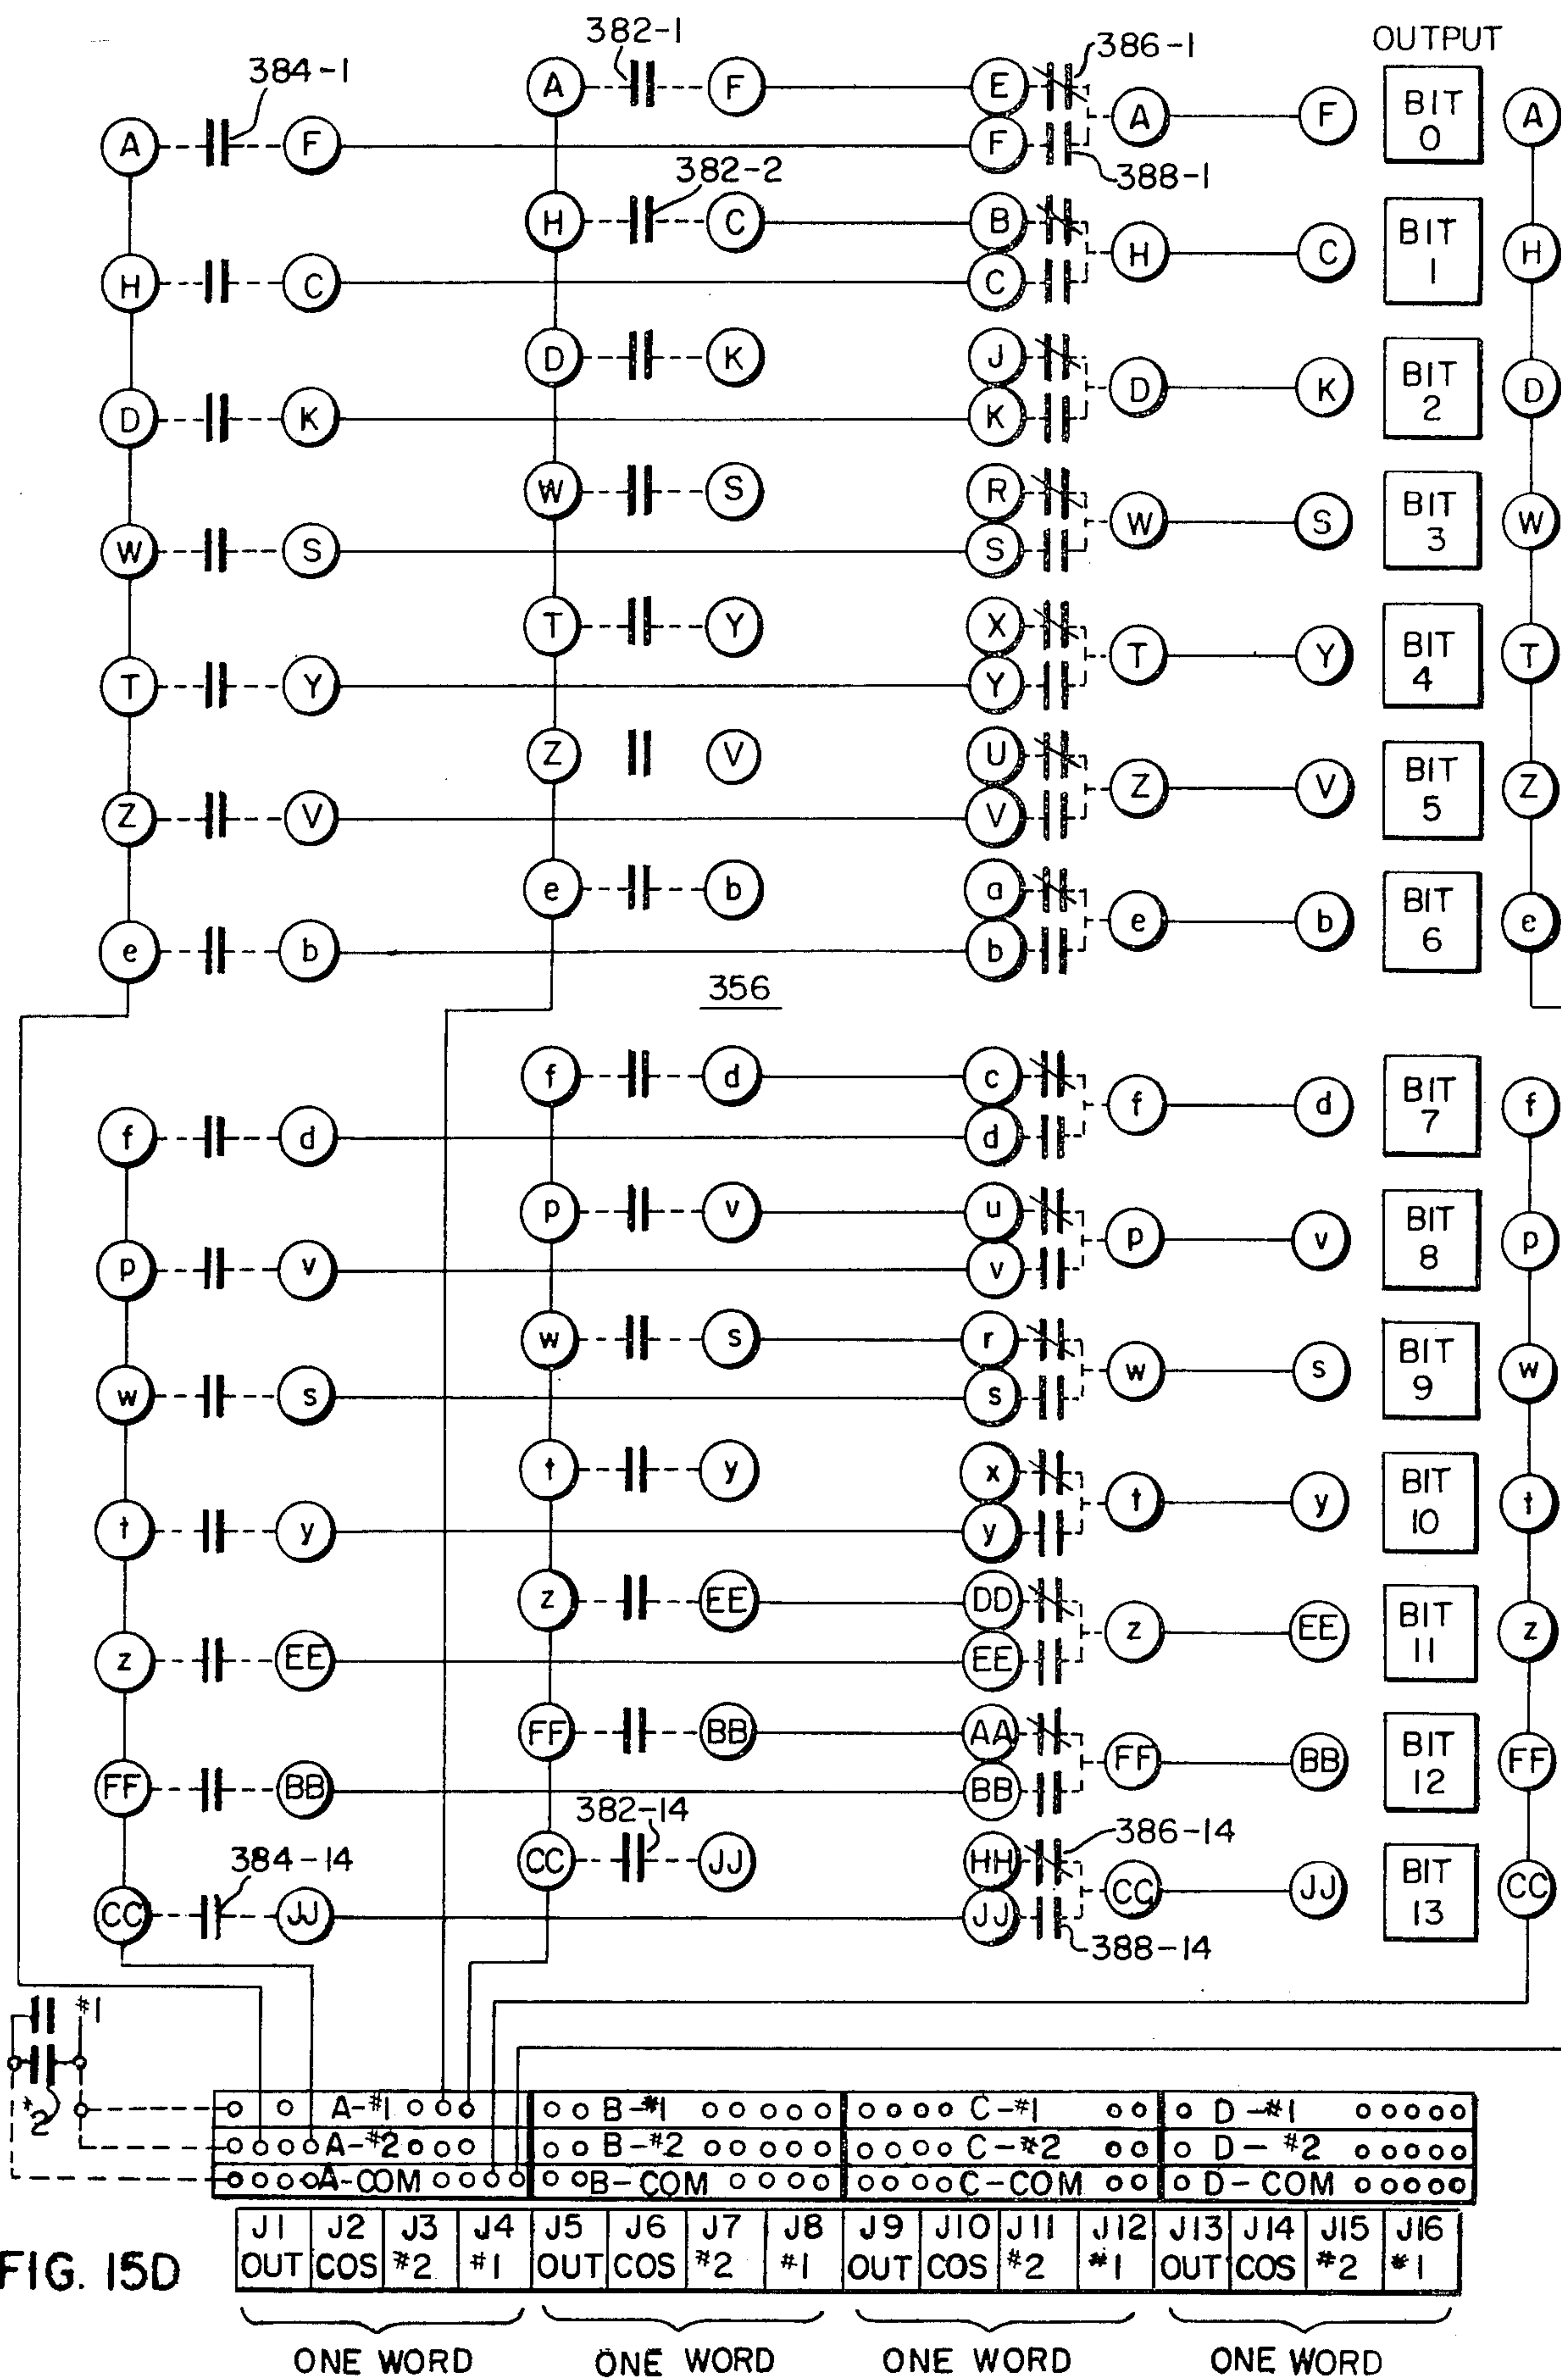 382-1
OUTPUT
384-1
386-1
A F E A F BIT 0 A
A F F
382-2
388-1
H C B H C BIT 1 H
H C C
D K J D K BIT 2 D
D K K
W S R W S BIT 3 W
W S S
T Y X T Y BIT 4 T
T Y Y
Z V U Z V BIT 5 Z
Z V V
e b a e b BIT 6 e
e b b
356
f d c f d BIT 7 f
f d d
p v u p v BIT 8 p
p v v
w s r w s BIT 9 w
w s s
t y x t y BIT 10 t
t y y
z EE DD z EE BIT 11 z
z EE EE
FF BB AA FF BB BIT 12 FF
FF BB BB
382-14
386-14
384-14
CC JJ HH CC JJ BIT 13 CC
CC JJ JJ
388-14
#1
#2
A-#1 B-#1 C-#1 D-#1
A-#2 B-#2 C-#2 D-#2
A-COM B-COM C-COM D-COM
J1 J2 J3 J4 J5 J6 J7 J8 J9 J10 J11 J12 J13 J14 J15 J16
OUT COS #2 #1 OUT COS #2 #1 OUT COS #2 #1 OUT COS #2 #1
FIG. 15D
ONE WORD ONE WORD ONE WORD ONE WORD